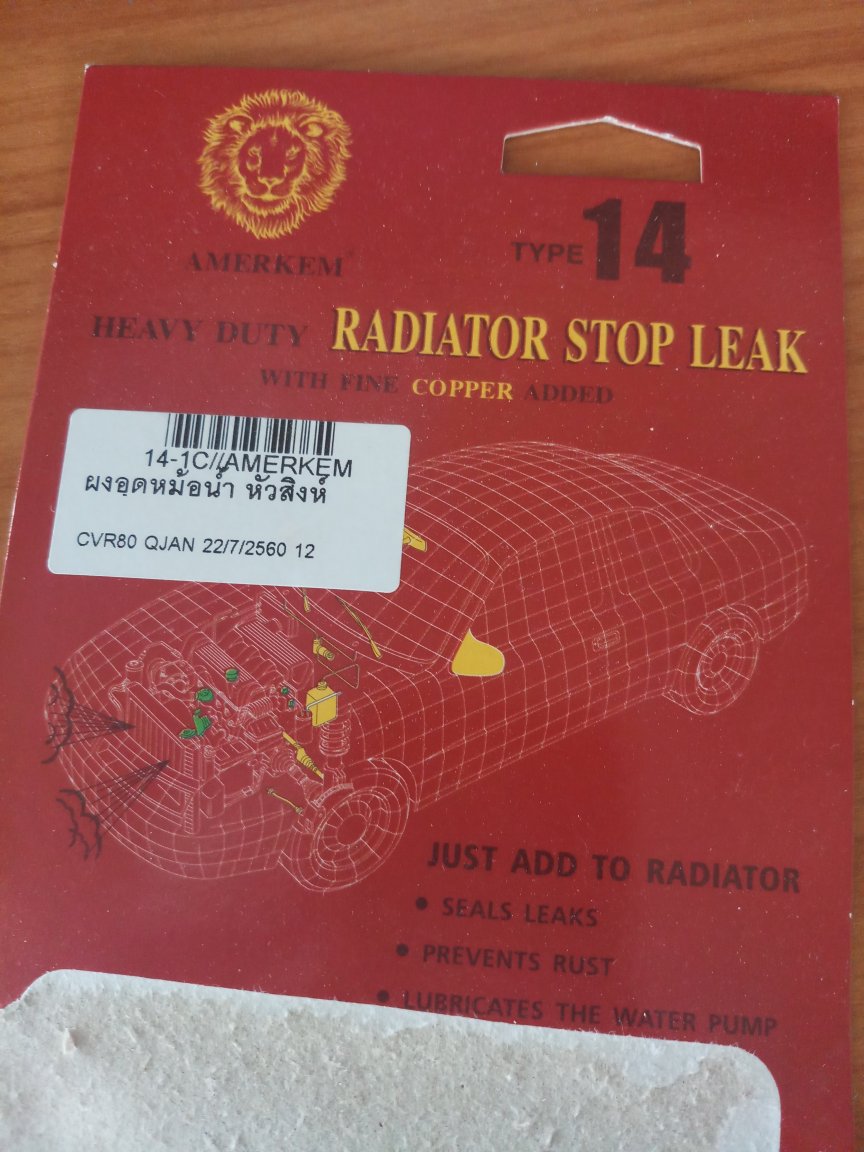 AMERKEM®
TYPE 14
HEAVY DUTY RADIATOR STOP LEAK
WITH FINE COPPER ADDED
14-1C//AMERKEM
ผงอุดหม้อน้ำ หัวสิงห์
CVR80 QJAN 22/7/2560 12
JUST ADD TO RADIATOR
• SEALS LEAKS
• PREVENTS RUST
• LUBRICATES THE WATER PUMP